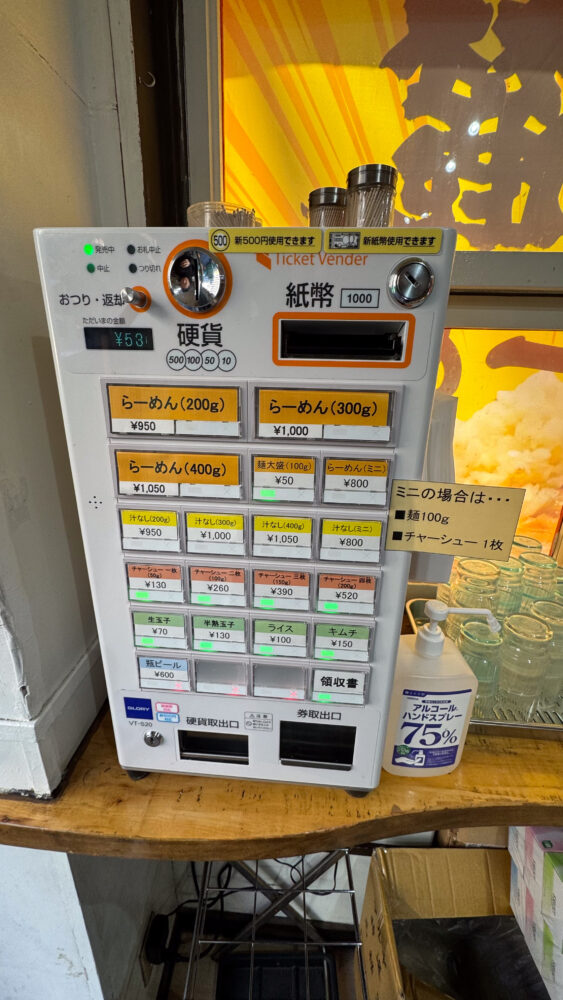 500 新500円使用できます
新紙幣使用できます
Ticket Vender
発売中
お札中止
中止
つり切れ
おつり・返却
ただいまの金額
硬貨
500 100 50 10
紙幣 1000
らーめん(200g)
¥950
らーめん(300g)
¥1,000
らーめん(400g)
¥1,050
麺大盛(100g)
¥50
らーめん(ミニ)
¥800
汁なし(200g)
¥950
汁なし(300g)
¥1,000
汁なし(400g)
¥1,050
汁なし(ミニ)
¥800
チャーシュー 一枚
(50g)
¥130
チャーシュー 二枚
(100g)
¥260
チャーシュー 三枚
(150g)
¥390
チャーシュー 四枚
(200g)
¥520
生玉子
¥70
半熟玉子
¥130
ライス
¥100
キムチ
¥150
瓶ビール
¥600
領収書
ミニの場合は・・・
■麺100g
■チャーシュー 1枚
GLORY
VT-S20
硬貨取出口
券取出口
アルコール
ハンドスプレー
75%